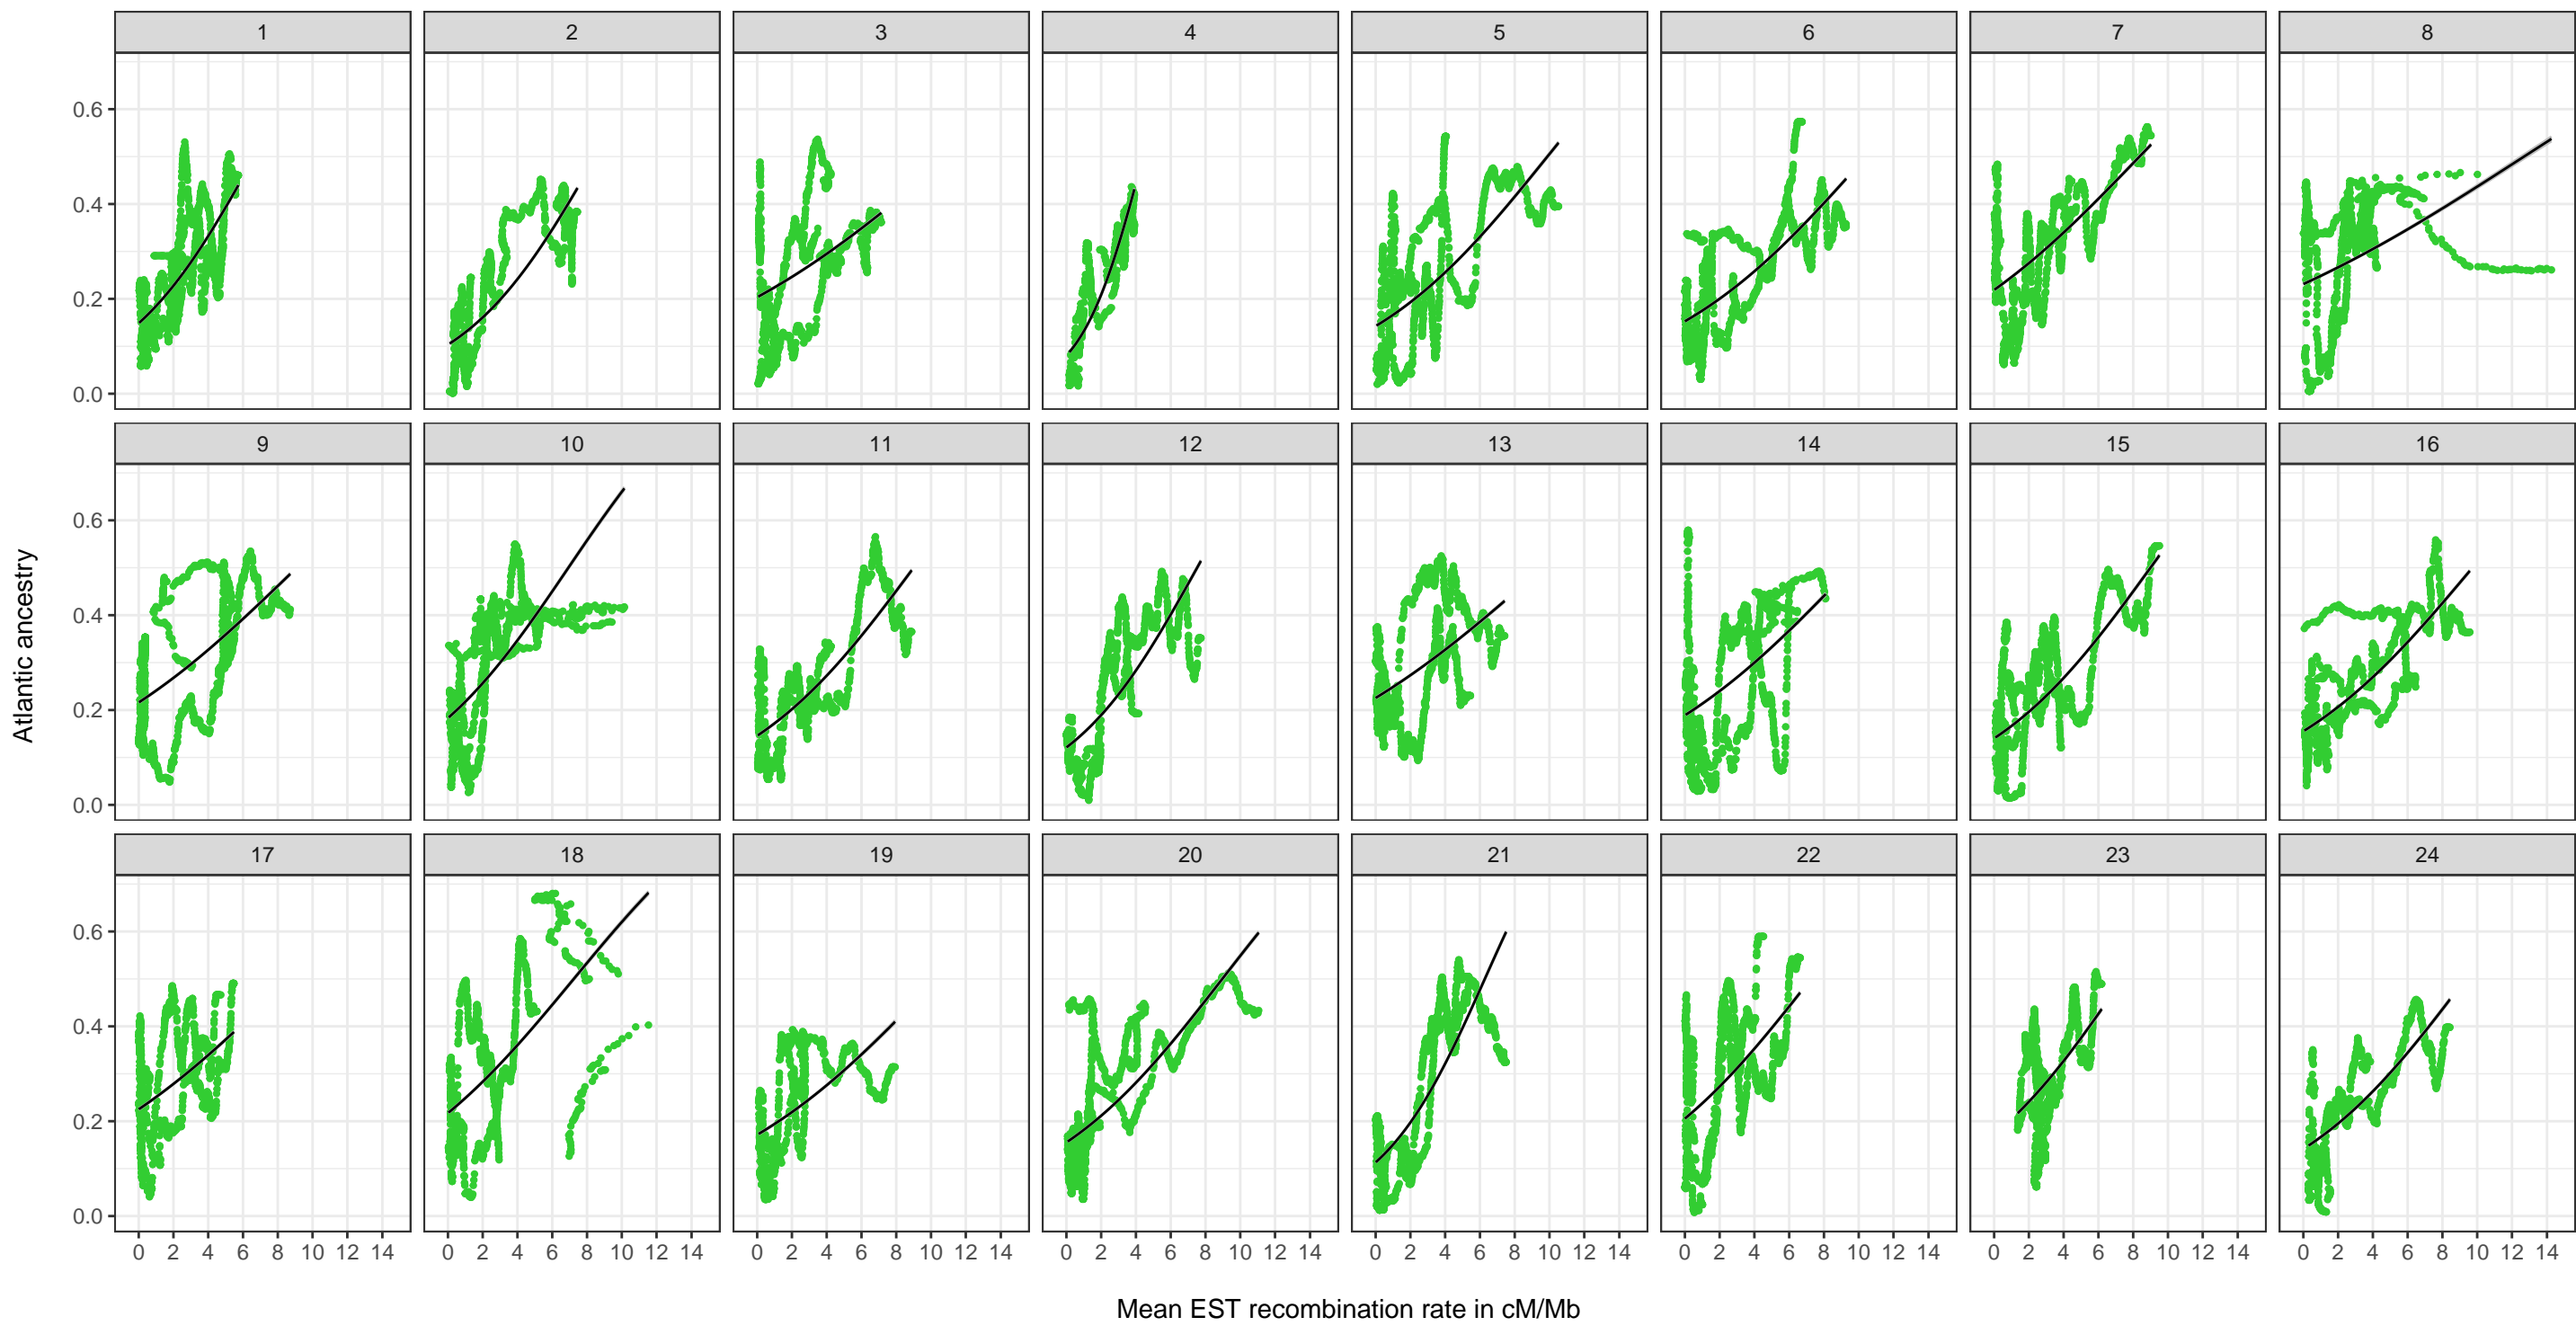 1 2 3 4 5 6 7 8
0.6
0.4
0.2
0.0
9 10 11 12 13 14 15 16
0.6
0.4
0.2
0.0
Atlantic ancestry
17 18 19 20 21 22 23 24
0.6
0.4
0.2
0.0
0 2 4 6 8 10 12 14 0 2 4 6 8 10 12 14 0 2 4 6 8 10 12 14 0 2 4 6 8 10 12 14 0 2 4 6 8 10 12 14 0 2 4 6 8 10 12 14 0 2 4 6 8 10 12 14 0 2 4 6 8 10 12 14
Mean EST recombination rate in cM/Mb